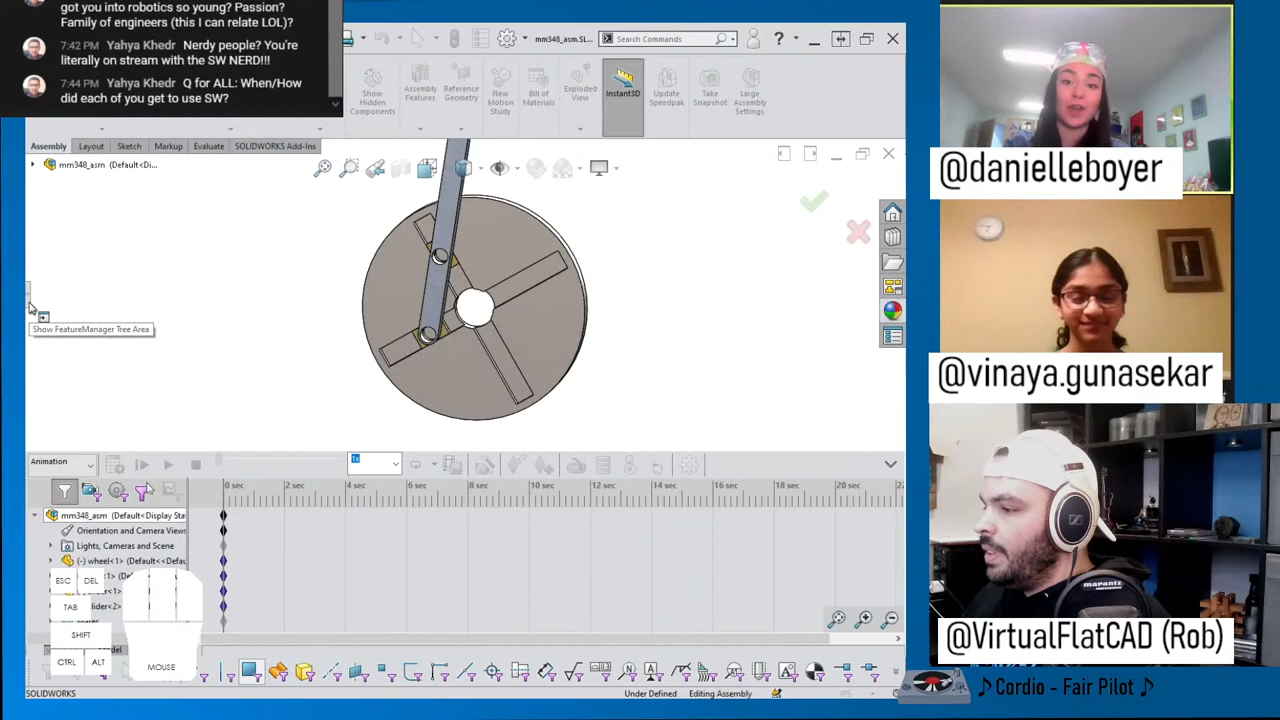 got you into robotics so young? Passion?
Family of engineers (this I can relate LOL)?
7:42 PM Yahya Khedr Nerdy people? You're
literally on stream with the SW NERD!!!
7:44 PM Yahya Khedr Q for ALL: When/How
did each of you get to use SW?
mm348_asm.SL...
Search Commands
Show
Hidden
Components
Assembly
Features
Reference
Geometry
New
Motion
Study
Bill of
Materials
Exploded
View
Instant3D
Update
Speedpak
Take
Snapshot
Large
Assembly
Settings
Assembly Layout Sketch Markup Evaluate SOLIDWORKS Add-Ins
mm348_asm (Default<Di...
Show FeatureManager Tree Area
Animation
1x
0 sec 2 sec 4 sec 6 sec 8 sec 10 sec 12 sec 14 sec 16 sec 18 sec 20 sec 22
mm348_asm (Default<Display Sta
Orientation and Camera Views
Lights, Cameras and Scene
(-) wheel<1> (Default<<Defau
ESC DEL
TAB
SHIFT
CTRL ALT
MOUSE
SOLIDWORKS
Under Defined
Editing Assembly
IPS
@danielleboyer
@vinaya.gunasekar
marantz
PROFESSIONAL
@VirtualFlatCAD (Rob)
♪ Cordio - Fair Pilot ♪